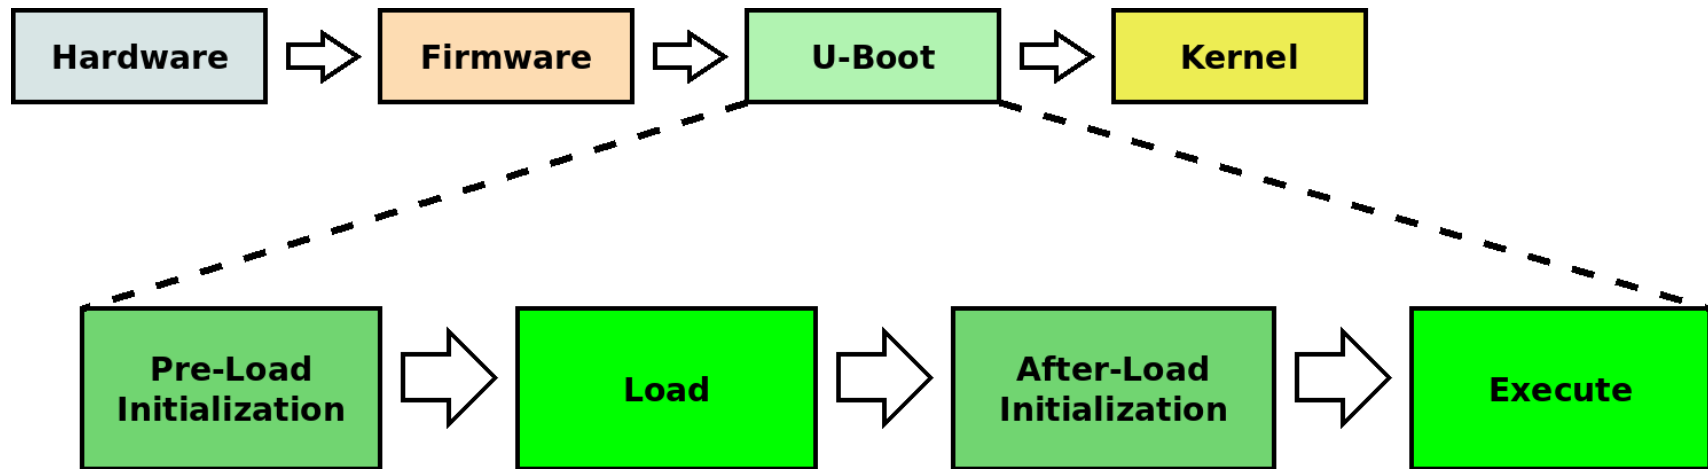 Hardware
Firmware
U-Boot
Kernel
Pre-Load
Initialization
Load
After-Load
Initialization
Execute